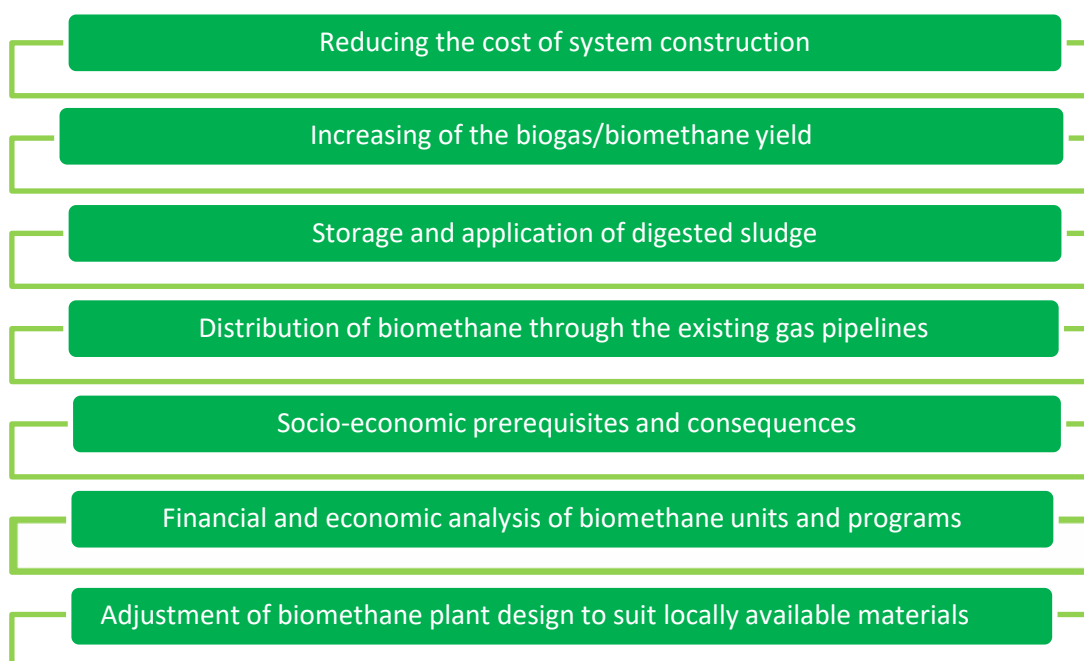 Reducing the cost of system construction
Increasing of the biogas/biomethane yield
Storage and application of digested sludge
Distribution of biomethane through the existing gas pipelines
Socio-economic prerequisites and consequences
Financial and economic analysis of biomethane units and programs
Adjustment of biomethane plant design to suit locally available materials